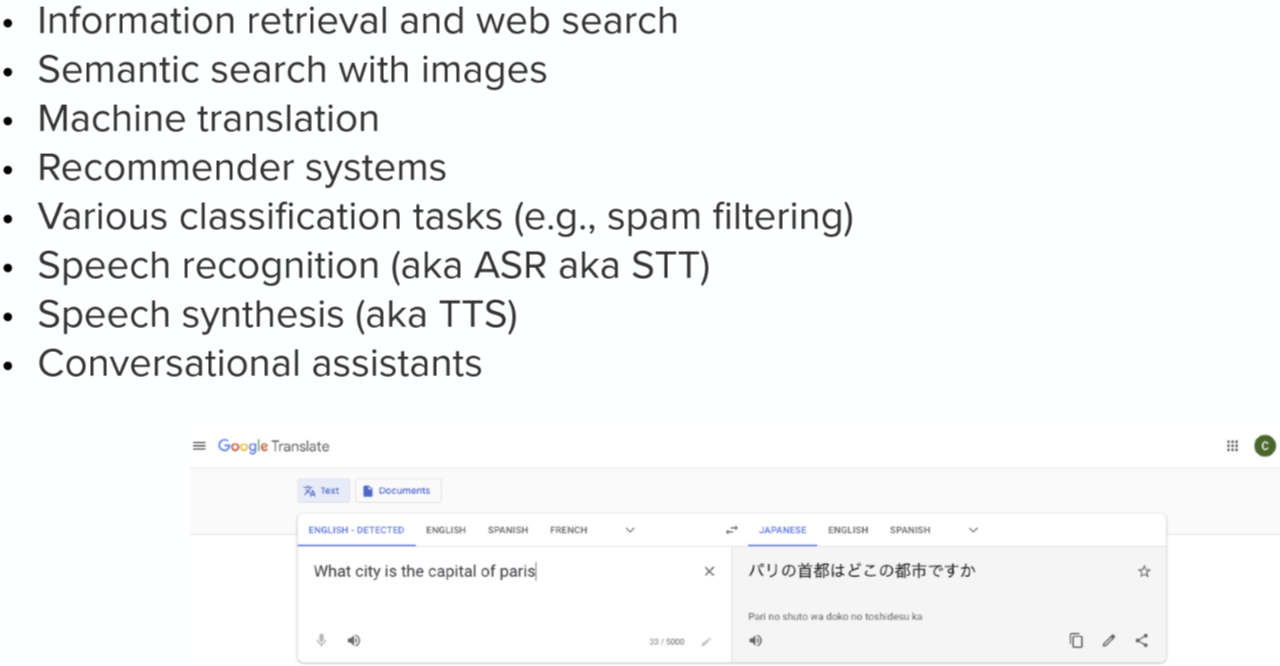 • Information retrieval and web search
• Semantic search with images
• Machine translation
• Recommender systems
• Various classification tasks (e.g., spam filtering)
• Speech recognition (aka ASR aka STT)
• Speech synthesis (aka TTS)
• Conversational assistants
Google Translate C
Text Documents
ENGLISH - DETECTED ENGLISH SPANISH FRENCH JAPANESE ENGLISH SPANISH
What city is the capital of paris パリの首都はどこの都市ですか
Pari no shuto wa doko no toshidesu ka
33 / 5000